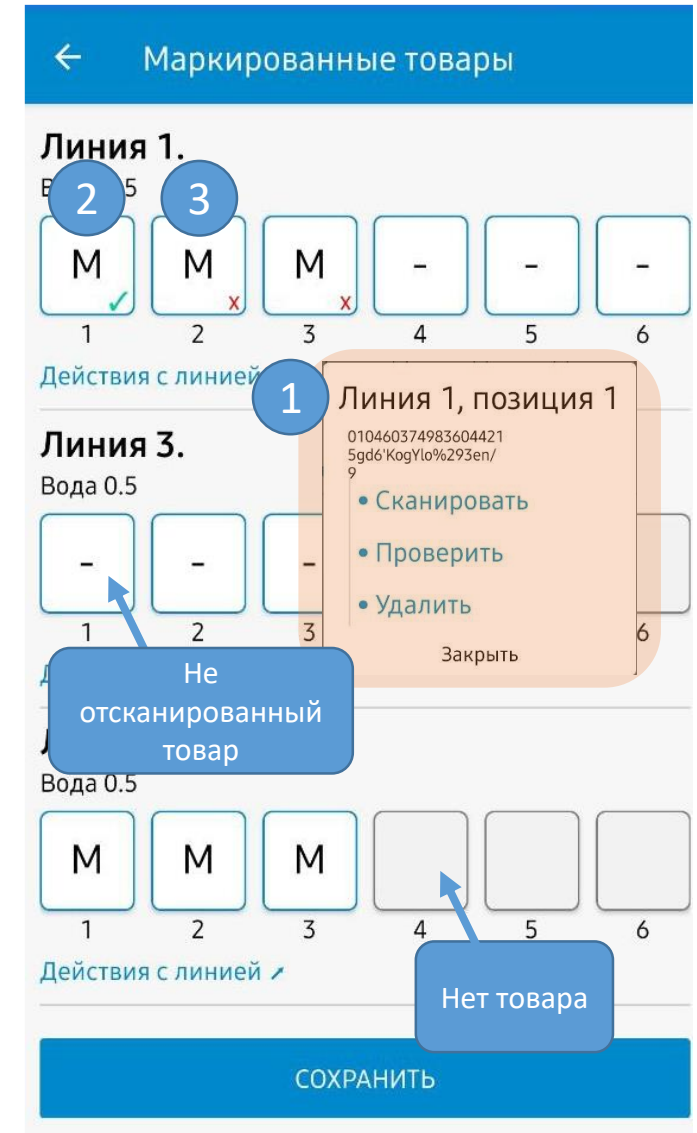 ← Маркированные товары
Линия 1.
2 5
3
М ✓ М x М x - - -
1 2 3 4 5 6
Действия с линией
1
Линия 1, позиция 1
010460374983604421
5gd6'KogYlo%293en/
9
• Сканировать
• Проверить
• Удалить
Закрыть
Линия 3.
Вода 0.5
- - -
1 2 3 6
Не
отсканированный
товар
Вода 0.5
М М М
1 2 3 4 5 6
Действия с линией
Нет товара
СОХРАНИТЬ